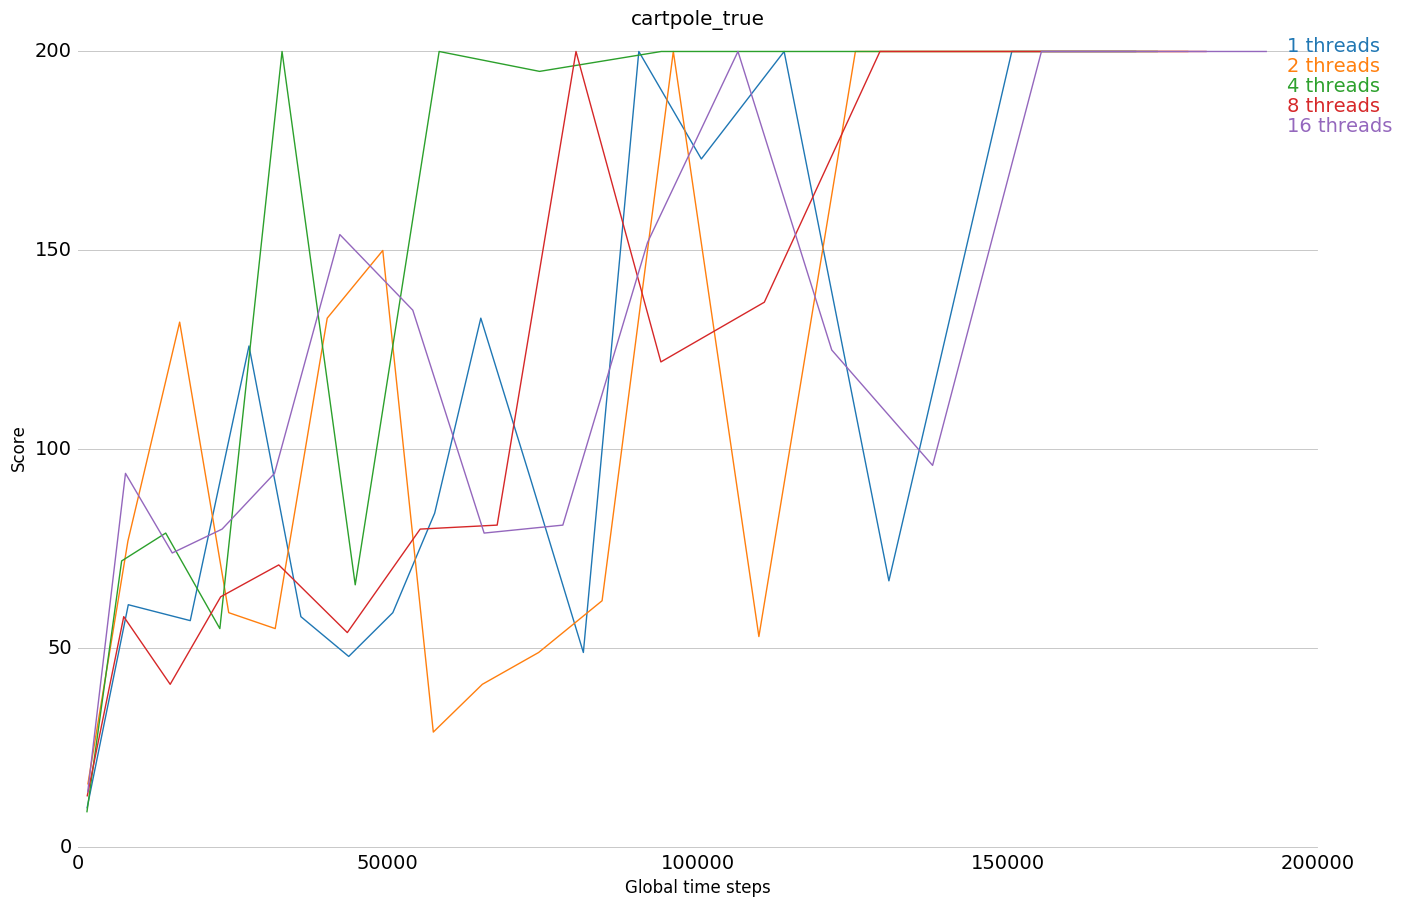 cartpole_true
200
150
100
50
0
Score
0 50000 100000 150000 200000
Global time steps
1 threads
2 threads
4 threads
8 threads
16 threads